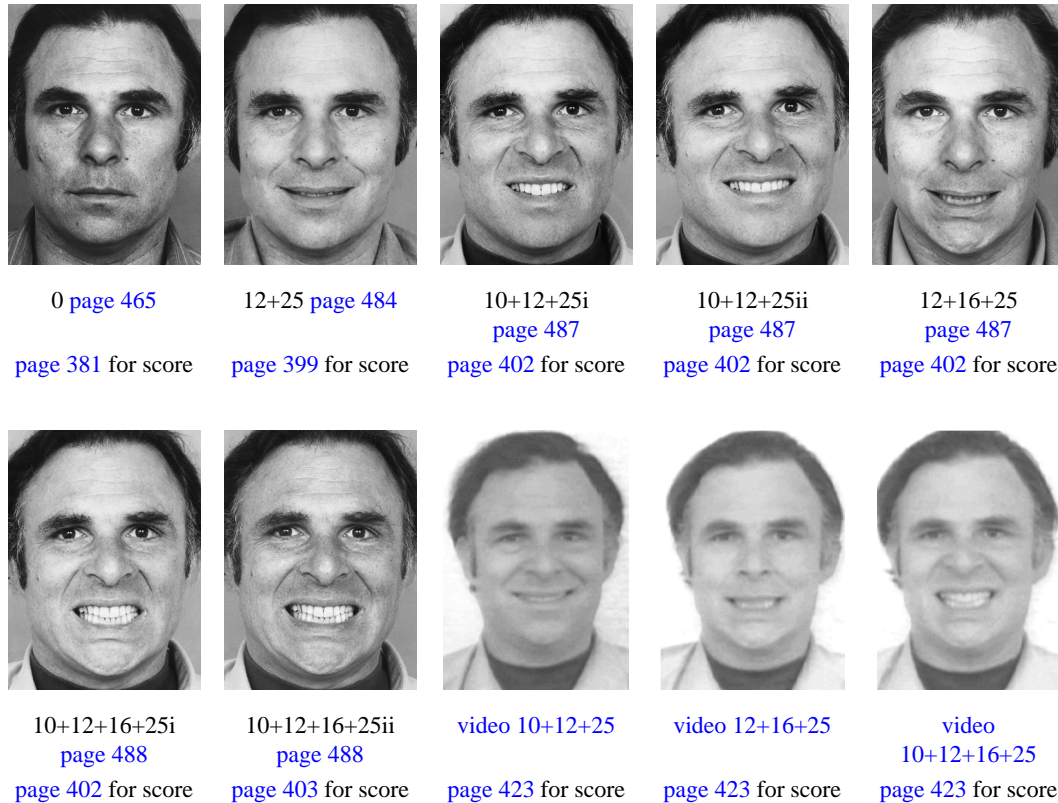 0 page 465
12+25 page 484
10+12+25i
page 487
10+12+25ii
page 487
12+16+25
page 487
page 381 for score
page 399 for score
page 402 for score
page 402 for score
page 402 for score
10+12+16+25i
page 488
10+12+16+25ii
page 488
video 10+12+25
video 12+16+25
video
10+12+16+25
page 402 for score
page 403 for score
page 423 for score
page 423 for score
page 423 for score